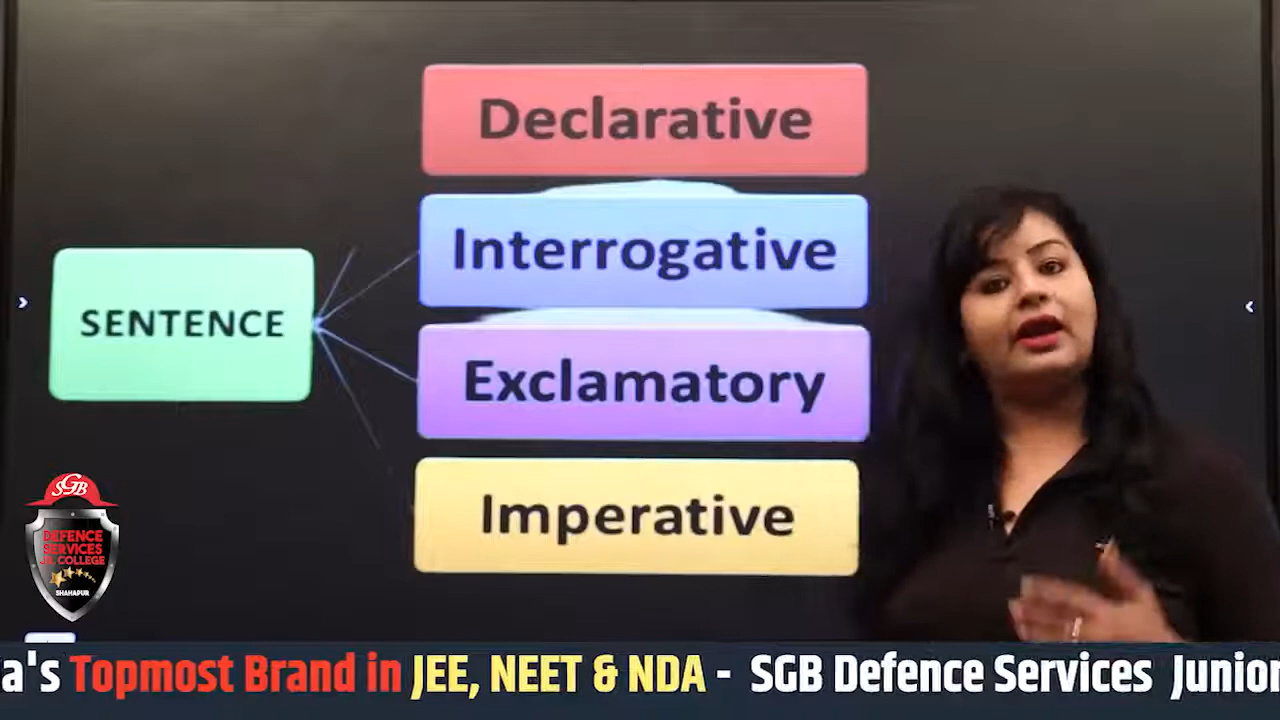 Declarative
Interrogative
SENTENCE
Exclamatory
Imperative
SGB
DEFENCE
SERVICES
JR. COLLEGE
SHAHAPUR
a's Topmost Brand in JEE, NEET & NDA - SGB Defence Services Junior